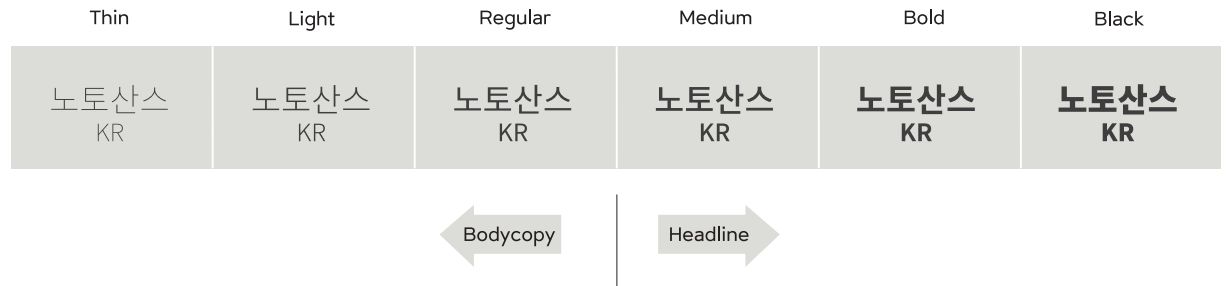 Thin Light Regular Medium Bold Black
노토산스 노토산스 노토산스 노토산스 노토산스 노토산스
KR KR KR KR KR KR
Bodycopy Headline